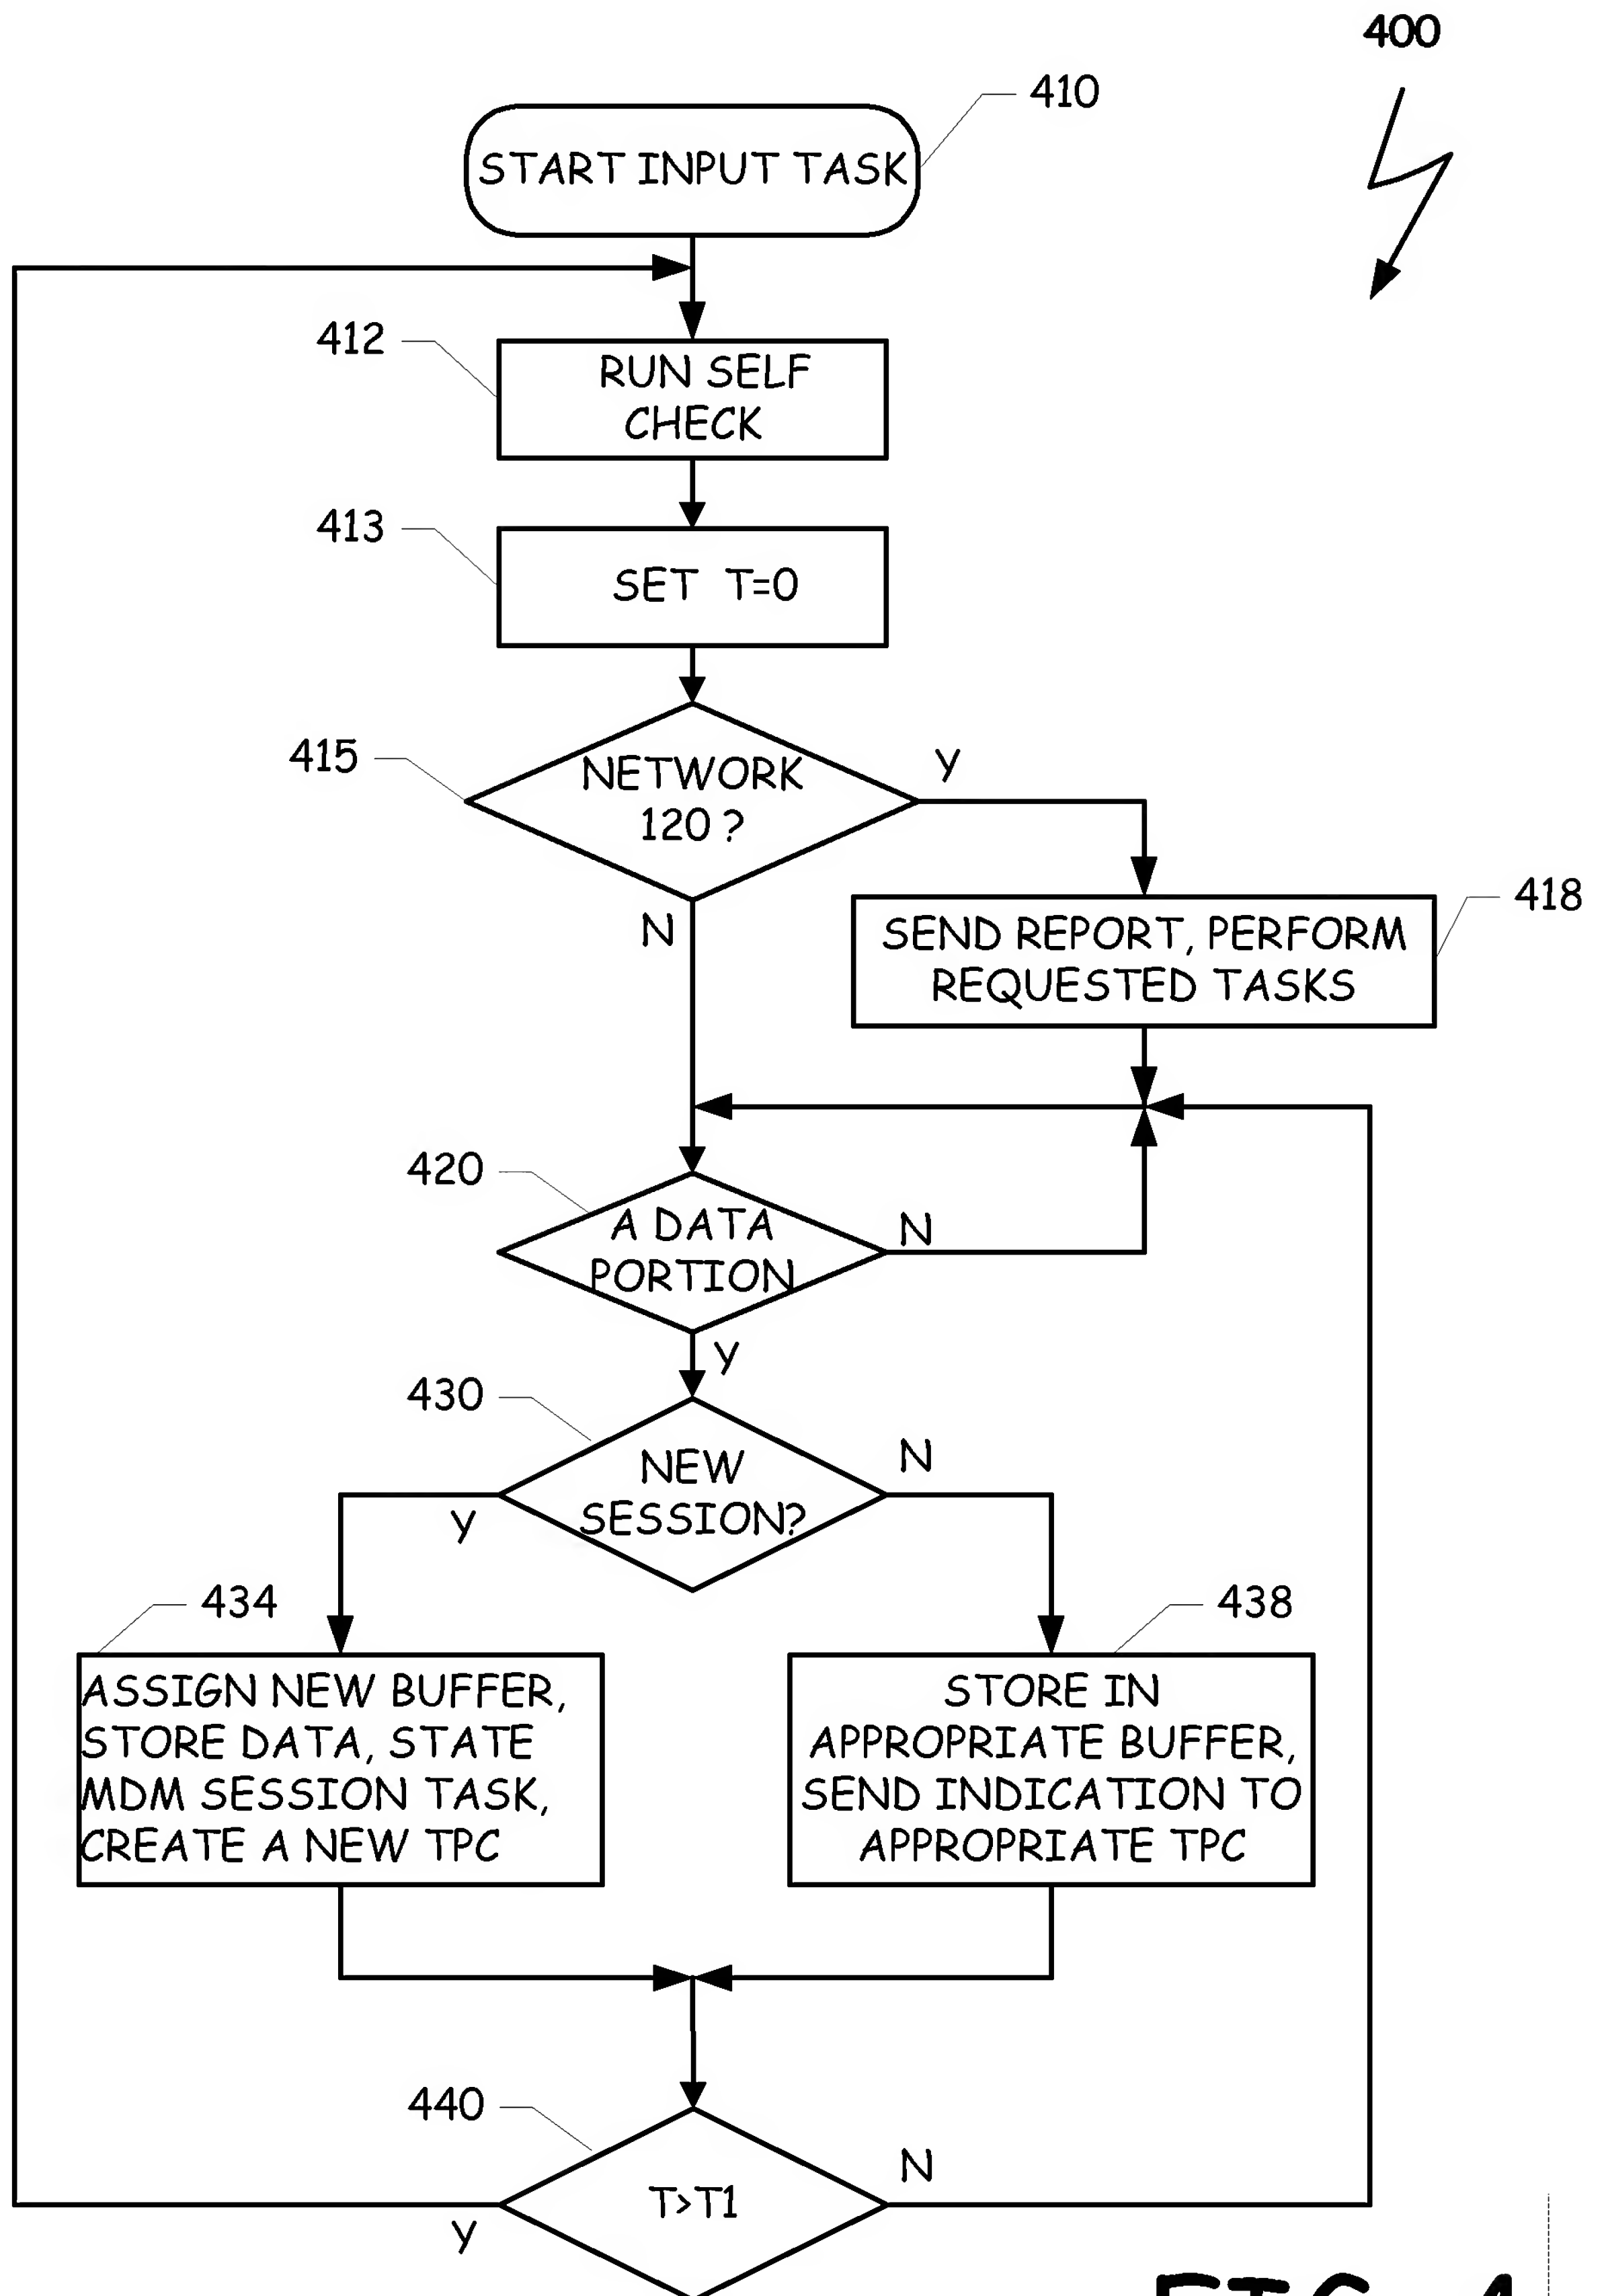 400
410
START INPUT TASK
412
RUN SELF
CHECK
413
SET T=0
415
NETWORK
120 ?
Y
N
418
SEND REPORT, PERFORM
REQUESTED TASKS
420
A DATA
PORTION
N
Y
430
NEW
SESSION?
N
Y
434
ASSIGN NEW BUFFER,
STORE DATA, STATE
MDM SESSION TASK,
CREATE A NEW TPC
438
STORE IN
APPROPRIATE BUFFER,
SEND INDICATION TO
APPROPRIATE TPC
440
T>T1
N
Y